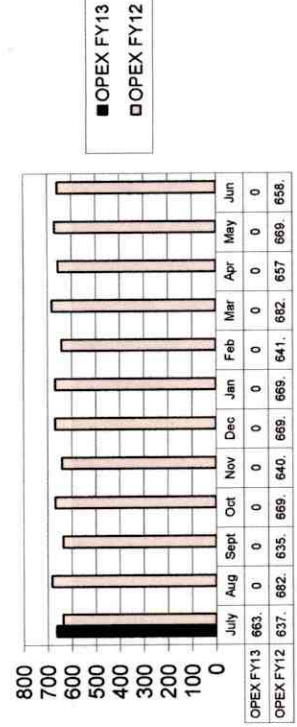 800
700
600
500
400
300
200
100
0
July Aug Sept Oct Nov Dec Jan Feb Mar Apr May Jun
OPEX FY13 663. 0 0 0 0 0 0 0 0 0 0 0
OPEX FY12 637. 682. 635. 669. 640. 669. 669. 641. 682. 657 669. 658.
OPEX FY13
OPEX FY12